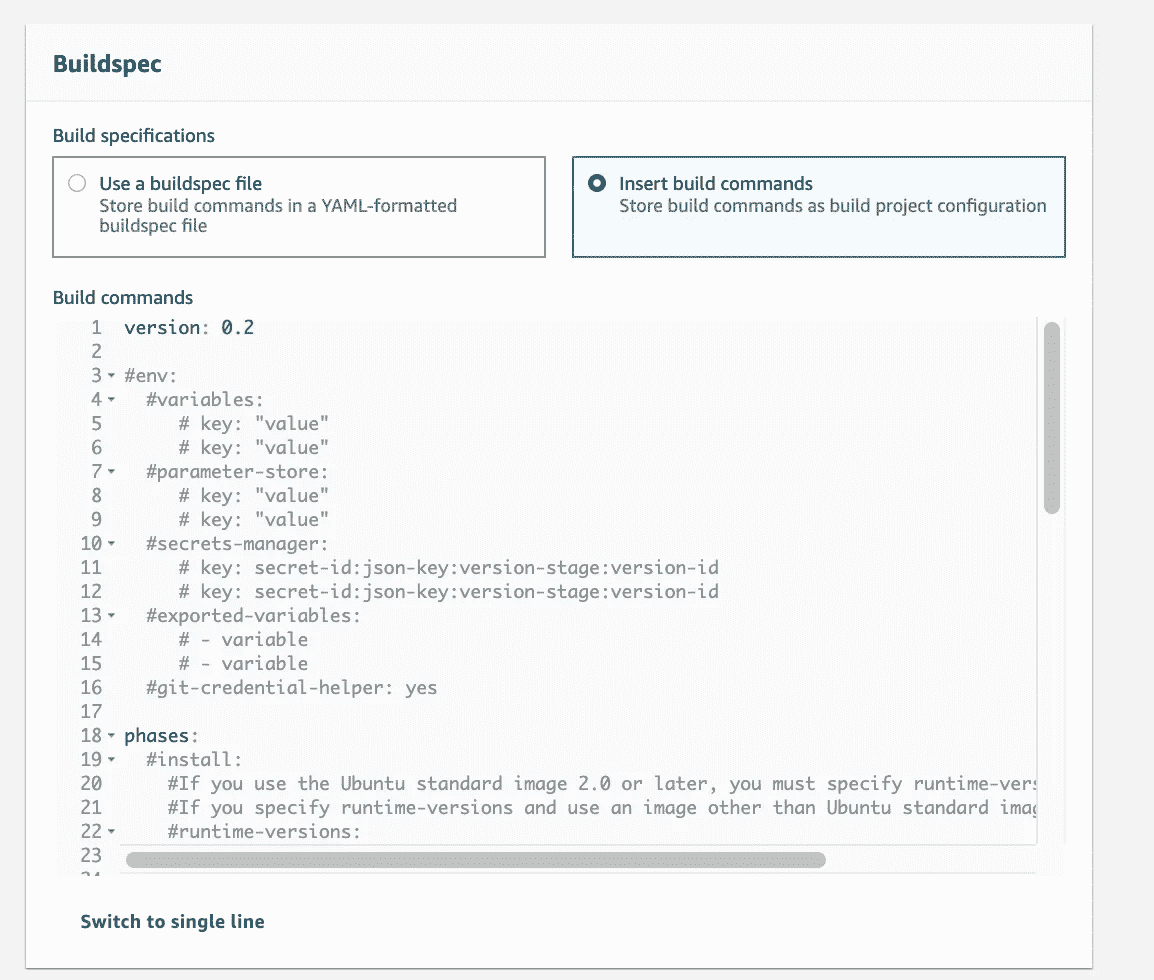 Buildspec
Build specifications
Use a buildspec file
Store build commands in a YAML-formatted
buildspec file
Insert build commands
Store build commands as build project configuration
Build commands
1 version: 0.2
2
3 #env:
4 #variables:
5 # key: "value"
6 # key: "value"
7 #parameter-store:
8 # key: "value"
9 # key: "value"
10 #secrets-manager:
11 # key: secret-id:json-key:version-stage:version-id
12 # key: secret-id:json-key:version-stage:version-id
13 #exported-variables:
14 # - variable
15 # - variable
16 #git-credential-helper: yes
17
18 phases:
19 #install:
20 #If you use the Ubuntu standard image 2.0 or later, you must specify
21 #If you specify runtime-versions and use an image other than Ubuntu standard
22 #runtime-versions:
23
Switch to single line